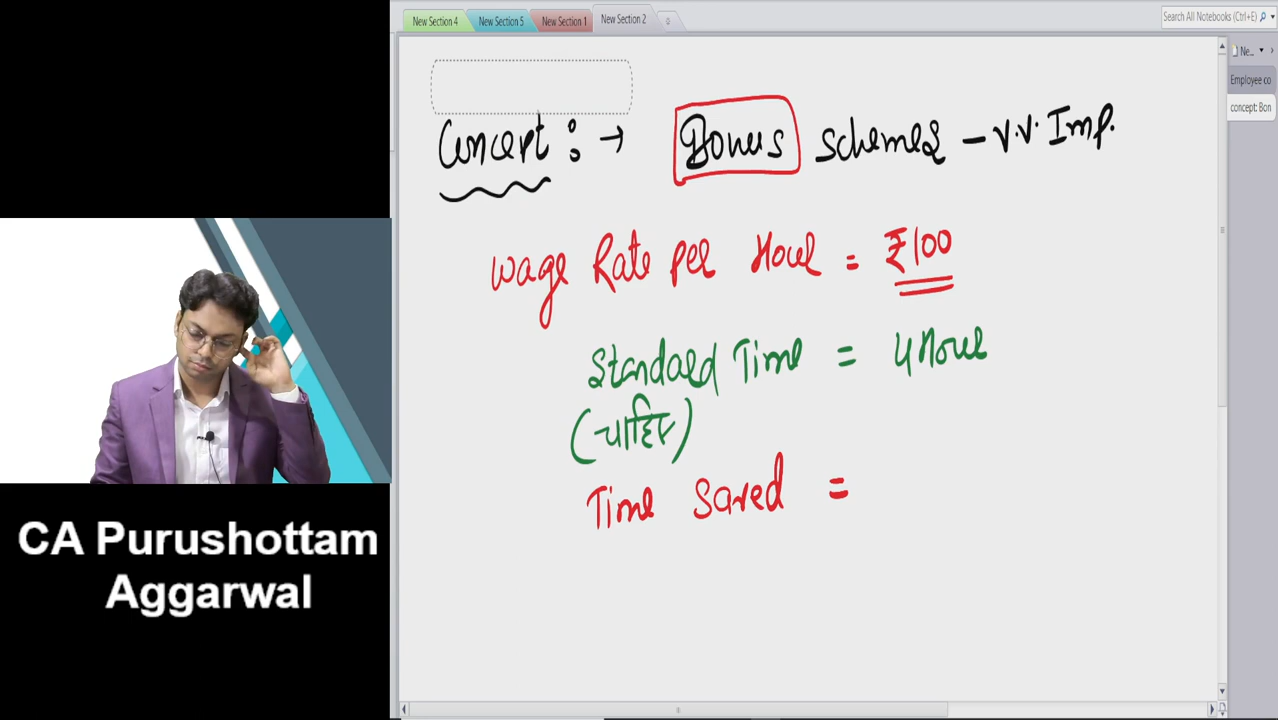 New Section 4 New Section 5 New Section 1 New Section 2
Search All Notebooks (Ctrl+E)
Ne...
Employee co
concept: Bon
Concept :→ Bonus Schemes – v.v. Imp.
Wage Rate Per Hour = ₹100
Standard Time = 4 Hour
(चाहिए)
Time Saved =
CA Purushottam
Aggarwal